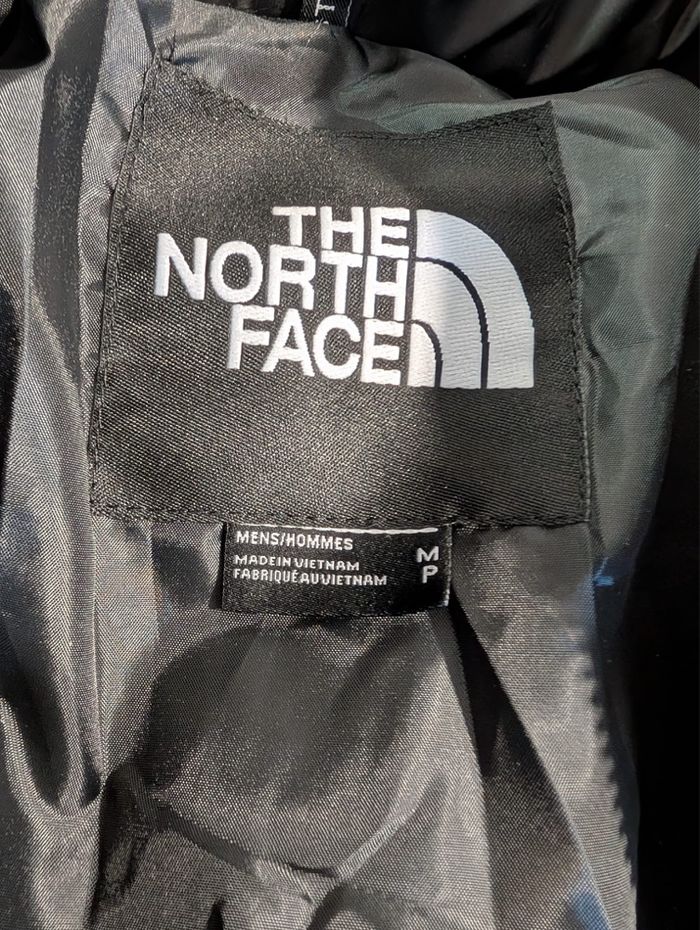 THE
NORTH
FACE
MENS/HOMMES
MADE IN VIETNAM
FABRIQUÉ AU VIETNAM
M
P